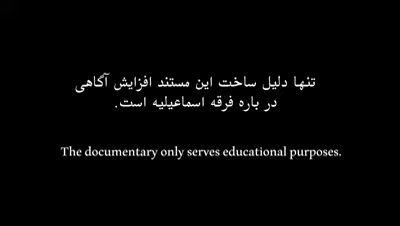 تنها دلیل ساخت این مستند افزایش آگاهی
در باره فرقه اسماعیلیه است.
The documentary only serves educational purposes.